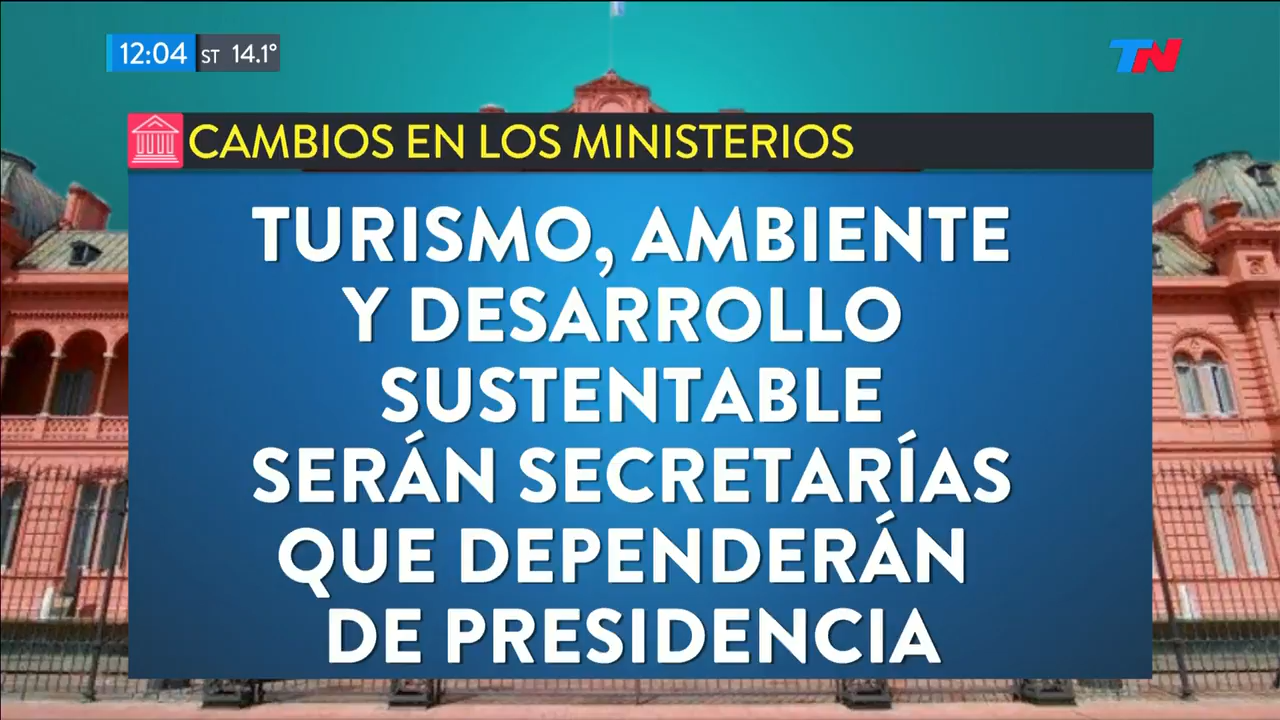 12:04 ST 14.1°
TN
CAMBIOS EN LOS MINISTERIOS
TURISMO, AMBIENTE
Y DESARROLLO
SUSTENTABLE
SERÁN SECRETARÍAS
QUE DEPENDERÁN
DE PRESIDENCIA